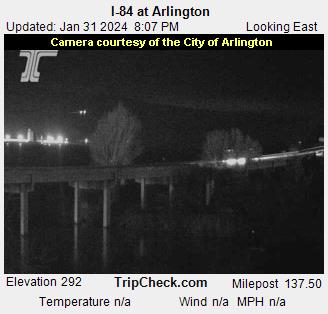 I-84 at Arlington
Updated: Jan 31 2024 8:07 PM Looking East
Camera courtesy of the City of Arlington
Elevation 292 TripCheck.com Milepost 137.50
Temperature n/a Wind n/a MPH n/a